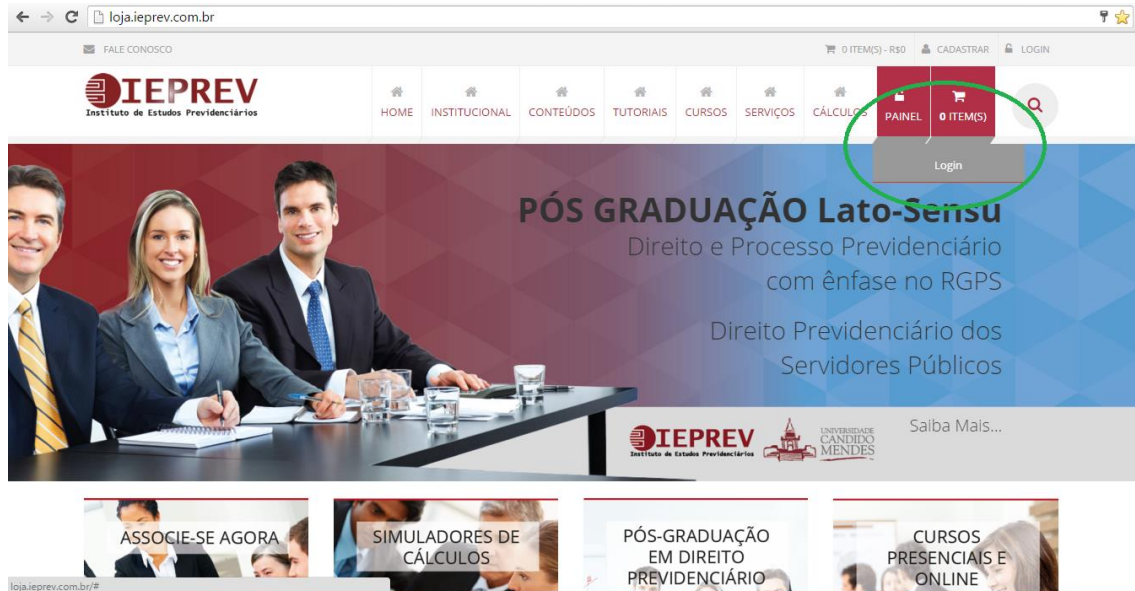 loja.ieprev.com.br
FALE CONOSCO
0 ITEM(S) - R$0
CADASTRAR
LOGIN
IEPREV
Instituto de Estudos Previdenciários
HOME
INSTITUCIONAL
CONTEÚDOS
TUTORIAIS
CURSOS
SERVIÇOS
CÁLCULOS
PAINEL
0 ITEM(S)
Login
PÓS GRADUAÇÃO Lato-Sensu
Direito e Processo Previdenciário
com ênfase no RGPS
Direito Previdenciário dos
Servidores Públicos
IEPREV
Instituto de Estudos Previdenciários
UNIVERSIDADE
CANDIDO
MENDES
Saiba Mais...
ASSOCIE-SE AGORA
SIMULADORES DE
CÁLCULOS
PÓS-GRADUAÇÃO
EM DIREITO
PREVIDENCIÁRIO
CURSOS
PRESENCIAIS E
ONLINE
loja.ieprev.com.br/#